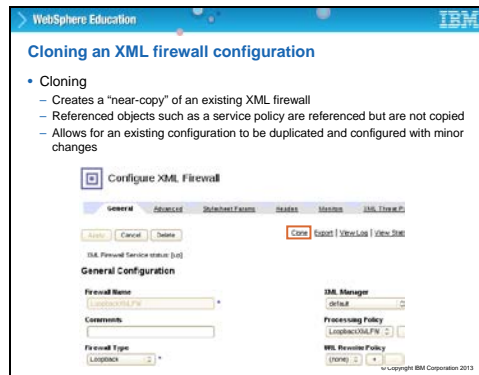 WebSphere Education
IBM
Cloning an XML firewall configuration
• Cloning
– Creates a “near-copy” of an existing XML firewall
– Referenced objects such as a service policy are referenced but are not copied
– Allows for an existing configuration to be duplicated and configured with minor
changes
Configure XML Firewall
General Advanced Stylesheet Params Headers Monitors XML Threat P
Apply Cancel Delete
Clone Export | View Log | View Stat
XML Firewall Service status: [up]
General Configuration
Firewall Name
LoopbackXMLFW *
Comments
Firewall Type
Loopback *
XML Manager
default
Processing Policy
LoopbackXMLFW
URL Rewrite Policy
(none) +
© Copyright IBM Corporation 2013